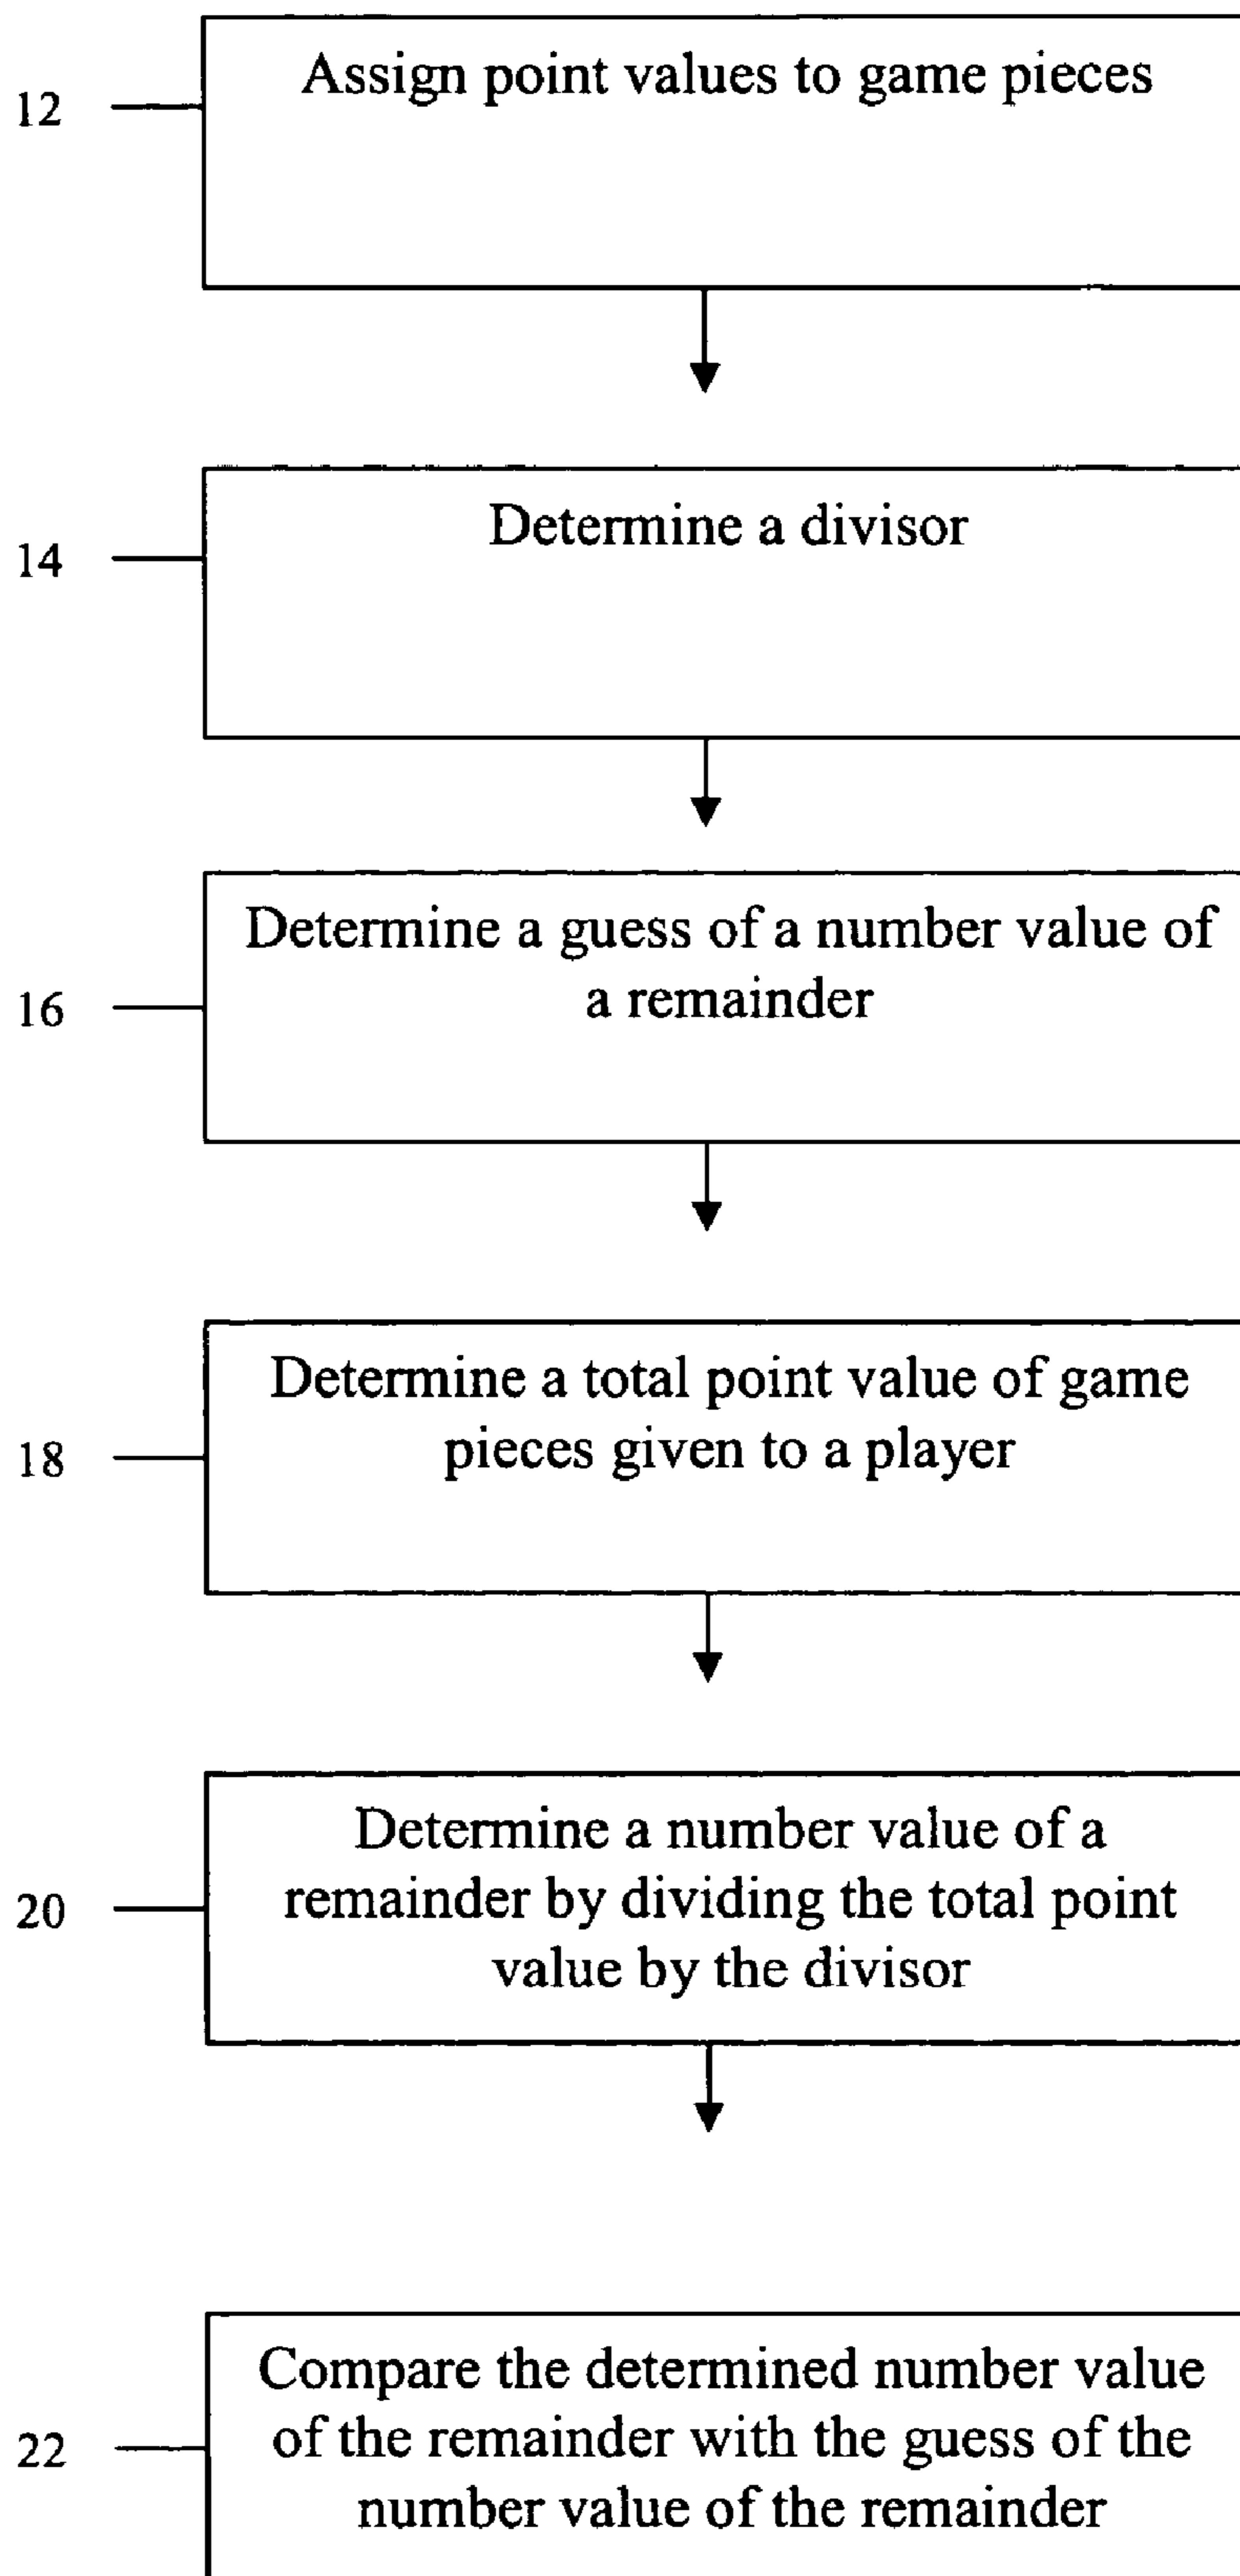 Assign point values to game pieces
12
Determine a divisor
14
Determine a guess of a number value of
a remainder
16
Determine a total point value of game
pieces given to a player
18
Determine a number value of a
remainder by dividing the total point
value by the divisor
20
Compare the determined number value
of the remainder with the guess of the
number value of the remainder
22